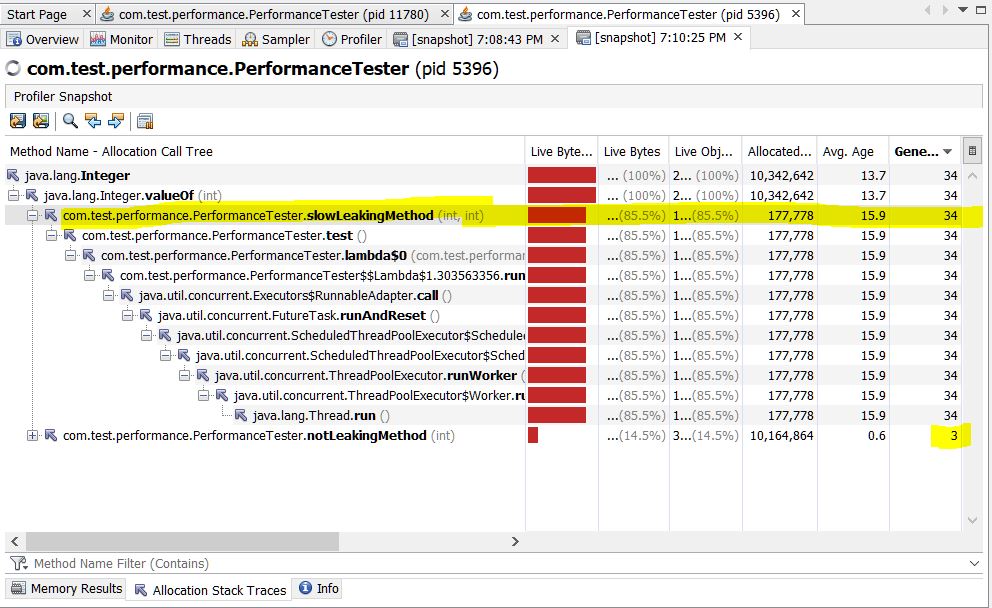 Start Page com.test.performance.PerformanceTester (pid 11780) com.test.performance.PerformanceTester (pid 5396)
Overview Monitor Threads Sampler Profiler [snapshot] 7:08:43 PM [snapshot] 7:10:25 PM
com.test.performance.PerformanceTester (pid 5396)
Profiler Snapshot
Method Name - Allocation Call Tree Live Byte... Live Bytes Live Obj... Allocated... Avg. Age Gene...
java.lang.Integer ... (100%) 2... (100%) 10,342,642 13.7 34
java.lang.Integer.valueOf (int) ... (100%) 2... (100%) 10,342,642 13.7 34
com.test.performance.PerformanceTester.slowLeakingMethod (int, int) ...(85.5%) 1...(85.5%) 177,778 15.9 34
com.test.performance.PerformanceTester.test () ...(85.5%) 1...(85.5%) 177,778 15.9 34
com.test.performance.PerformanceTester.lambda$0 (com.test.performan ...(85.5%) 1...(85.5%) 177,778 15.9 34
com.test.performance.PerformanceTester$$Lambda$1.303563356.run ...(85.5%) 1...(85.5%) 177,778 15.9 34
java.util.concurrent.Executors$RunnableAdapter.call () ...(85.5%) 1...(85.5%) 177,778 15.9 34
java.util.concurrent.FutureTask.runAndReset () ...(85.5%) 1...(85.5%) 177,778 15.9 34
java.util.concurrent.ScheduledThreadPoolExecutor$Schedule ...(85.5%) 1...(85.5%) 177,778 15.9 34
java.util.concurrent.ScheduledThreadPoolExecutor$Sched ...(85.5%) 1...(85.5%) 177,778 15.9 34
java.util.concurrent.ThreadPoolExecutor.runWorker ( ...(85.5%) 1...(85.5%) 177,778 15.9 34
java.util.concurrent.ThreadPoolExecutor$Worker.ru ...(85.5%) 1...(85.5%) 177,778 15.9 34
java.lang.Thread.run () ...(85.5%) 1...(85.5%) 177,778 15.9 34
com.test.performance.PerformanceTester.notLeakingMethod (int) ...(14.5%) 3...(14.5%) 10,164,864 0.6 3
Method Name Filter (Contains)
Memory Results Allocation Stack Traces Info